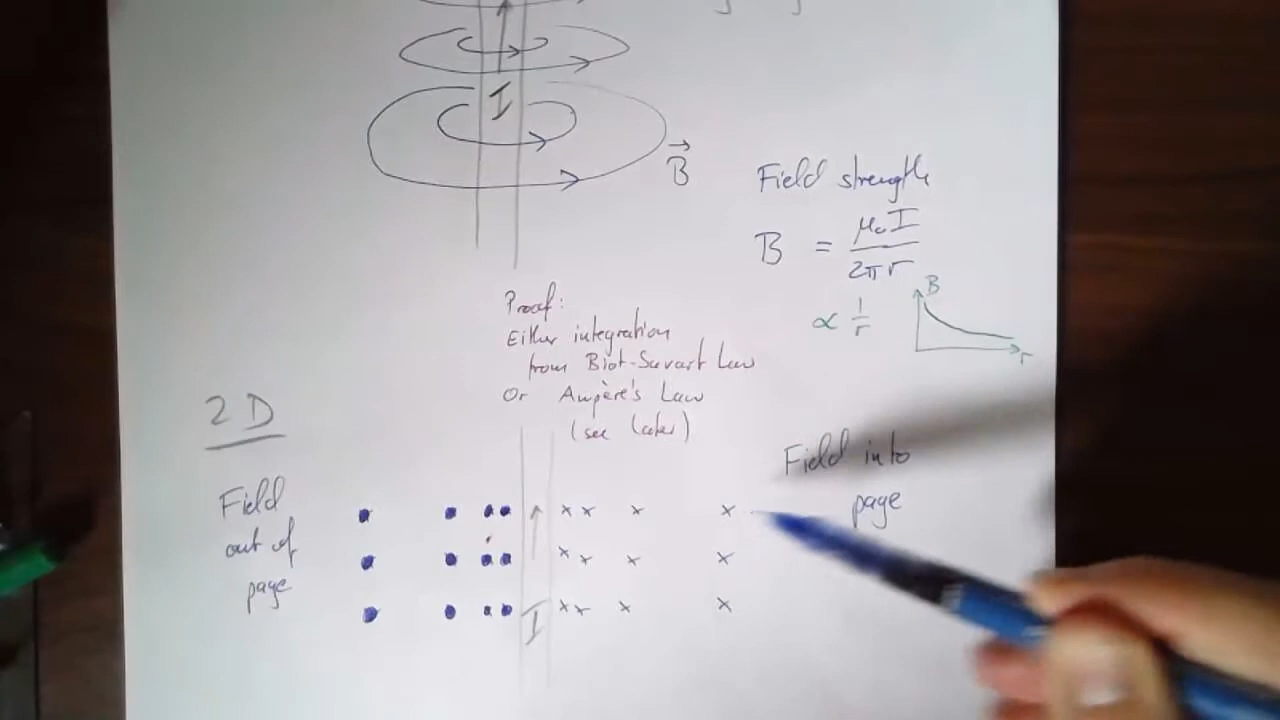 I
B
Field strength
B = μ₀I / 2πr
∝ 1/r
B
r
Proof:
Either integration
from Biot-Savart Law
Or Ampère's Law
(see later)
2D
Field into
page
Field
out of
page
x x x x
x x x x
x x x x
I